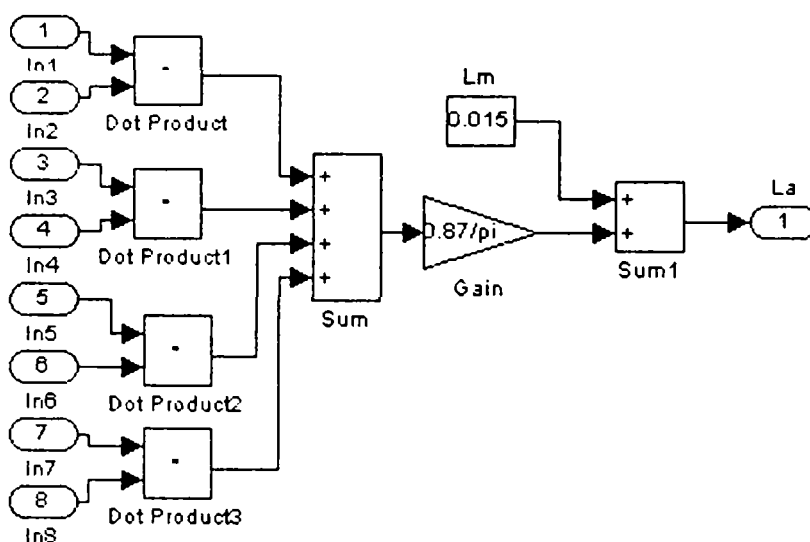 1
In1
2
In2
Dot Product
3
In3
4
In4
Dot Product1
5
In5
6
In6
Dot Product2
7
In7
8
In8
Dot Product3
+
+
+
+
Sum
0.87/pi
Gain
Lm
0.015
+
+
Sum1
La
1